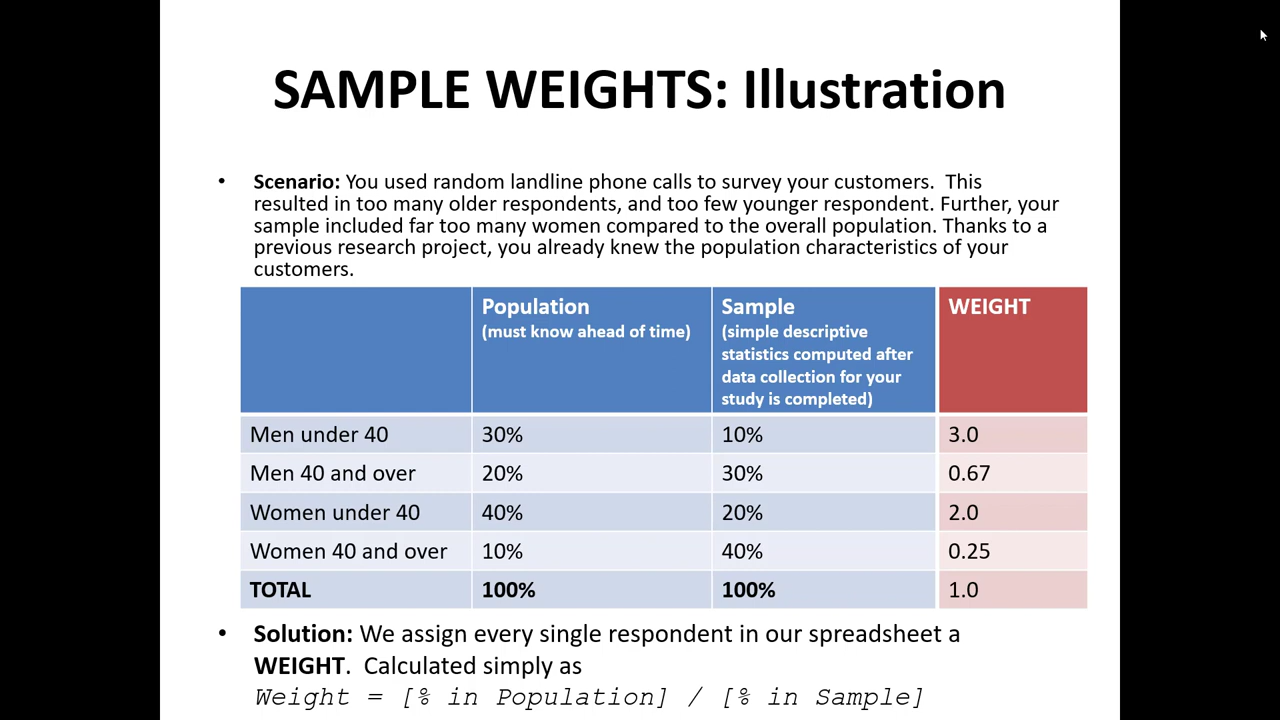 SAMPLE WEIGHTS: Illustration
• Scenario: You used random landline phone calls to survey your customers.  This
resulted in too many older respondents, and too few younger respondent. Further, your
sample included far too many women compared to the overall population. Thanks to a
previous research project, you already knew the population characteristics of your
customers.
Population Sample WEIGHT
(must know ahead of time) (simple descriptive
statistics computed after
data collection for your
study is completed)
Men under 40 30% 10% 3.0
Men 40 and over 20% 30% 0.67
Women under 40 40% 20% 2.0
Women 40 and over 10% 40% 0.25
TOTAL 100% 100% 1.0
• Solution: We assign every single respondent in our spreadsheet a
WEIGHT.  Calculated simply as
Weight = [% in Population] / [% in Sample]